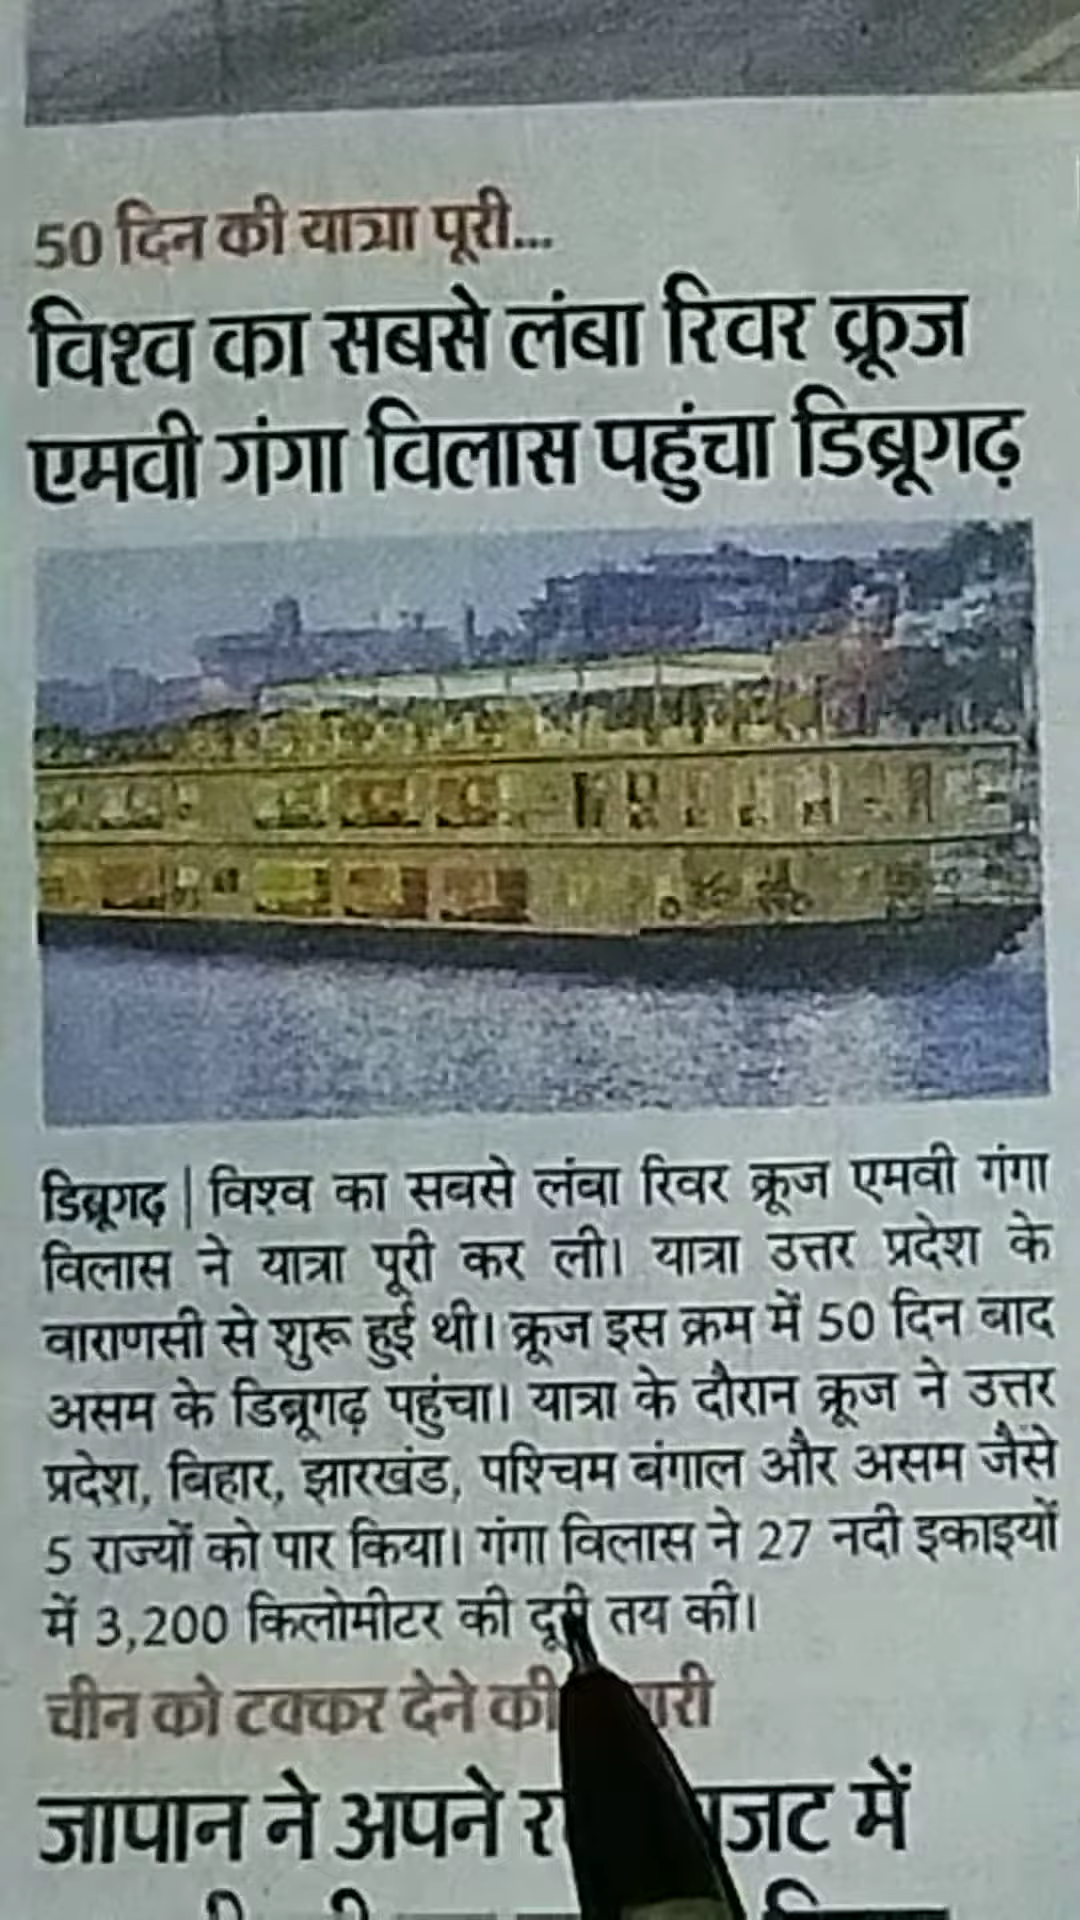 50 दिन की यात्रा पूरी...
विश्व का सबसे लंबा रिवर क्रूज
एमवी गंगा विलास पहुंचा डिब्रूगढ़
डिब्रूगढ़ | विश्व का सबसे लंबा रिवर क्रूज एमवी गंगा
विलास ने यात्रा पूरी कर ली। यात्रा उत्तर प्रदेश के
वाराणसी से शुरू हुई थी। क्रूज इस क्रम में 50 दिन बाद
असम के डिब्रूगढ़ पहुंचा। यात्रा के दौरान क्रूज ने उत्तर
प्रदेश, बिहार, झारखंड, पश्चिम बंगाल और असम जैसे
5 राज्यों को पार किया। गंगा विलास ने 27 नदी इकाइयों
में 3,200 किलोमीटर की दूरी तय की।
चीन को टक्कर देने की
जापान ने अपने में